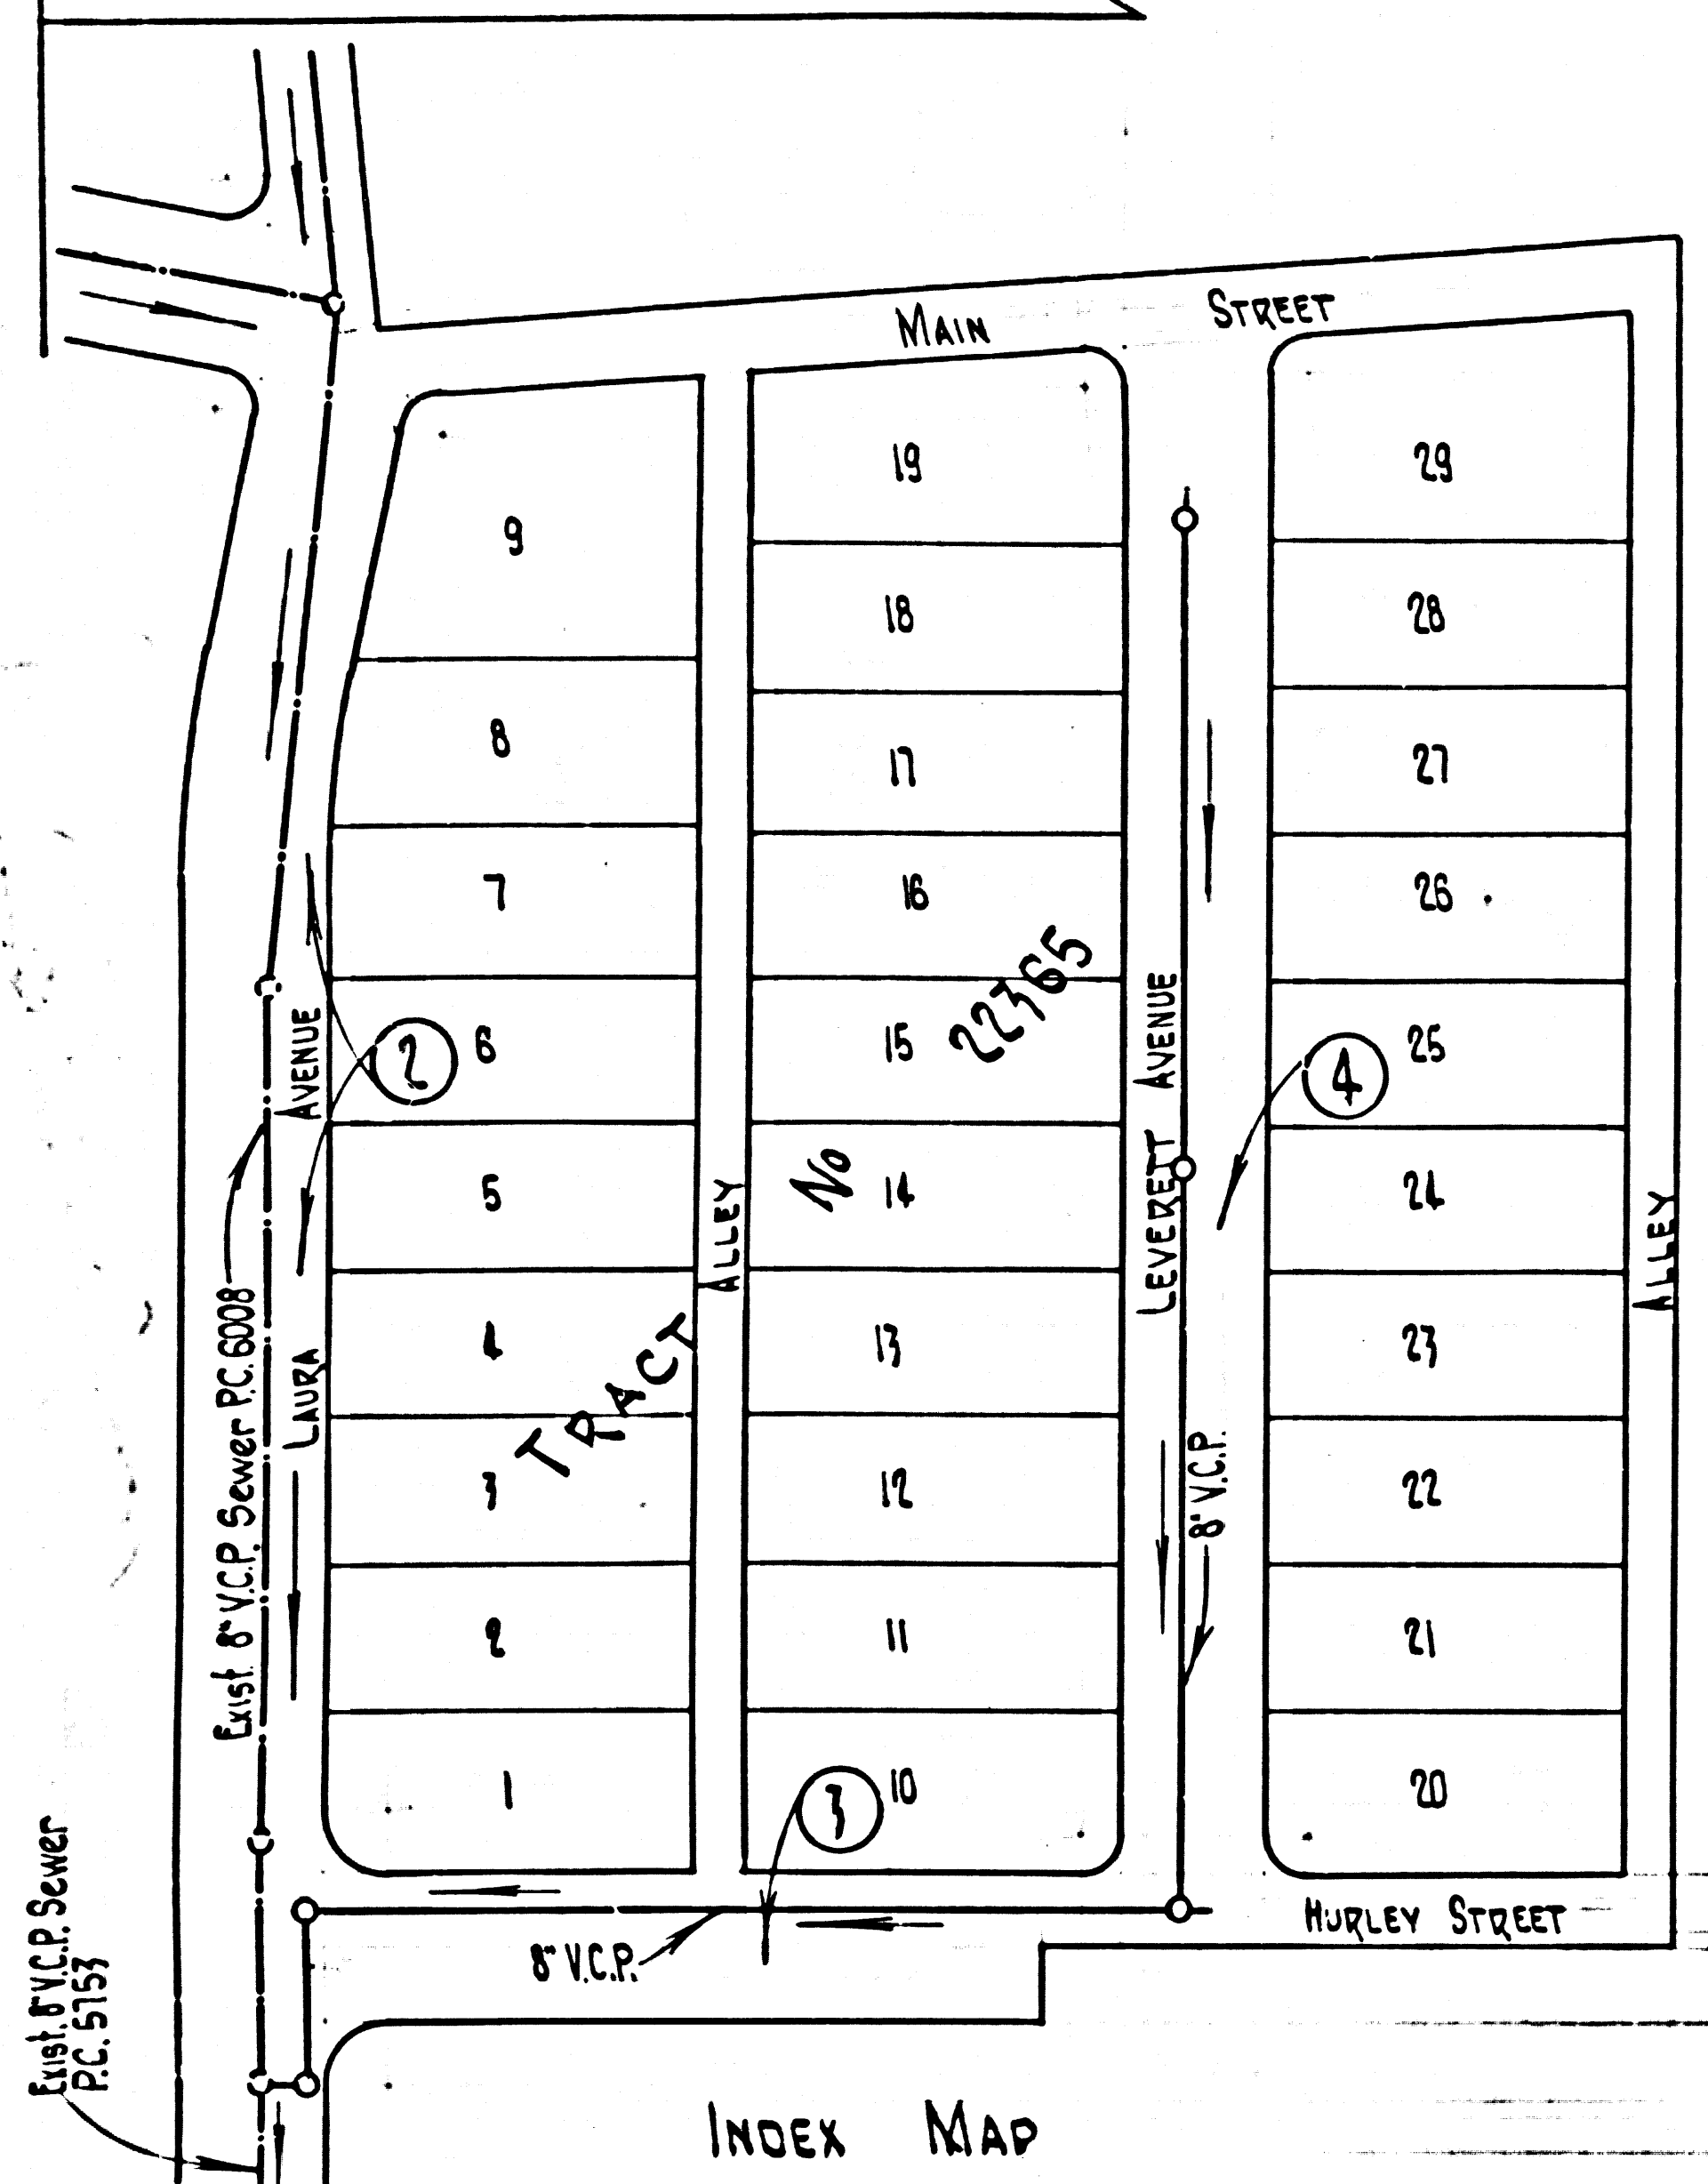 MAIN STREET
9
19
29
8
18
28
7
17
27
6
16
26
5
15
25
4
14
24
3
13
23
2
12
22
1
11
21
10
20
2
3
4
TRACT No 22365
LAURA AVENUE
ALLEY
LEVERETT AVENUE
ALLEY
Exist. 8" V.C.P. Sewer P.C. 6008
8" V.C.P.
8" V.C.P.
HURLEY STREET
Exist. 8" V.C.P. Sewer
P.C. 5753
INDEX MAP